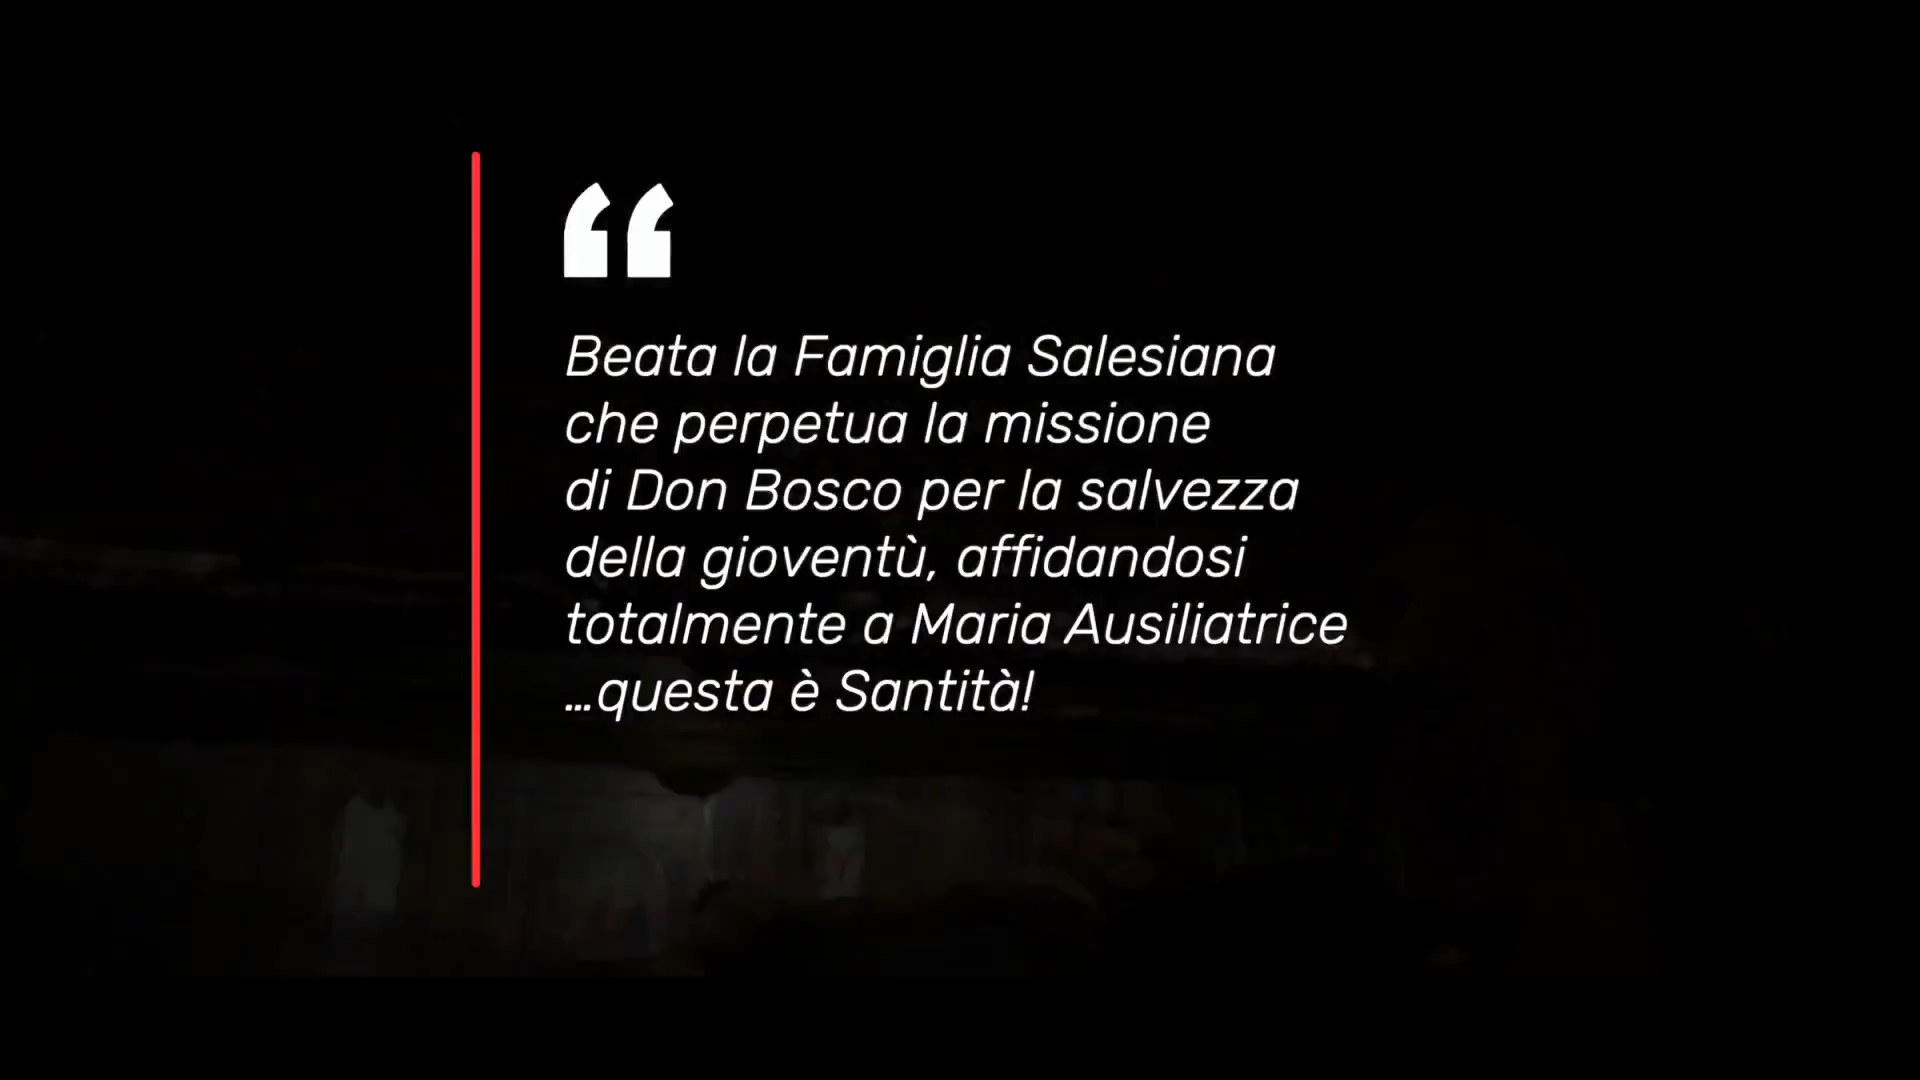 “
Beata la Famiglia Salesiana
che perpetua la missione
di Don Bosco per la salvezza
della gioventù, affidandosi
totalmente a Maria Ausiliatrice
…questa è Santità!